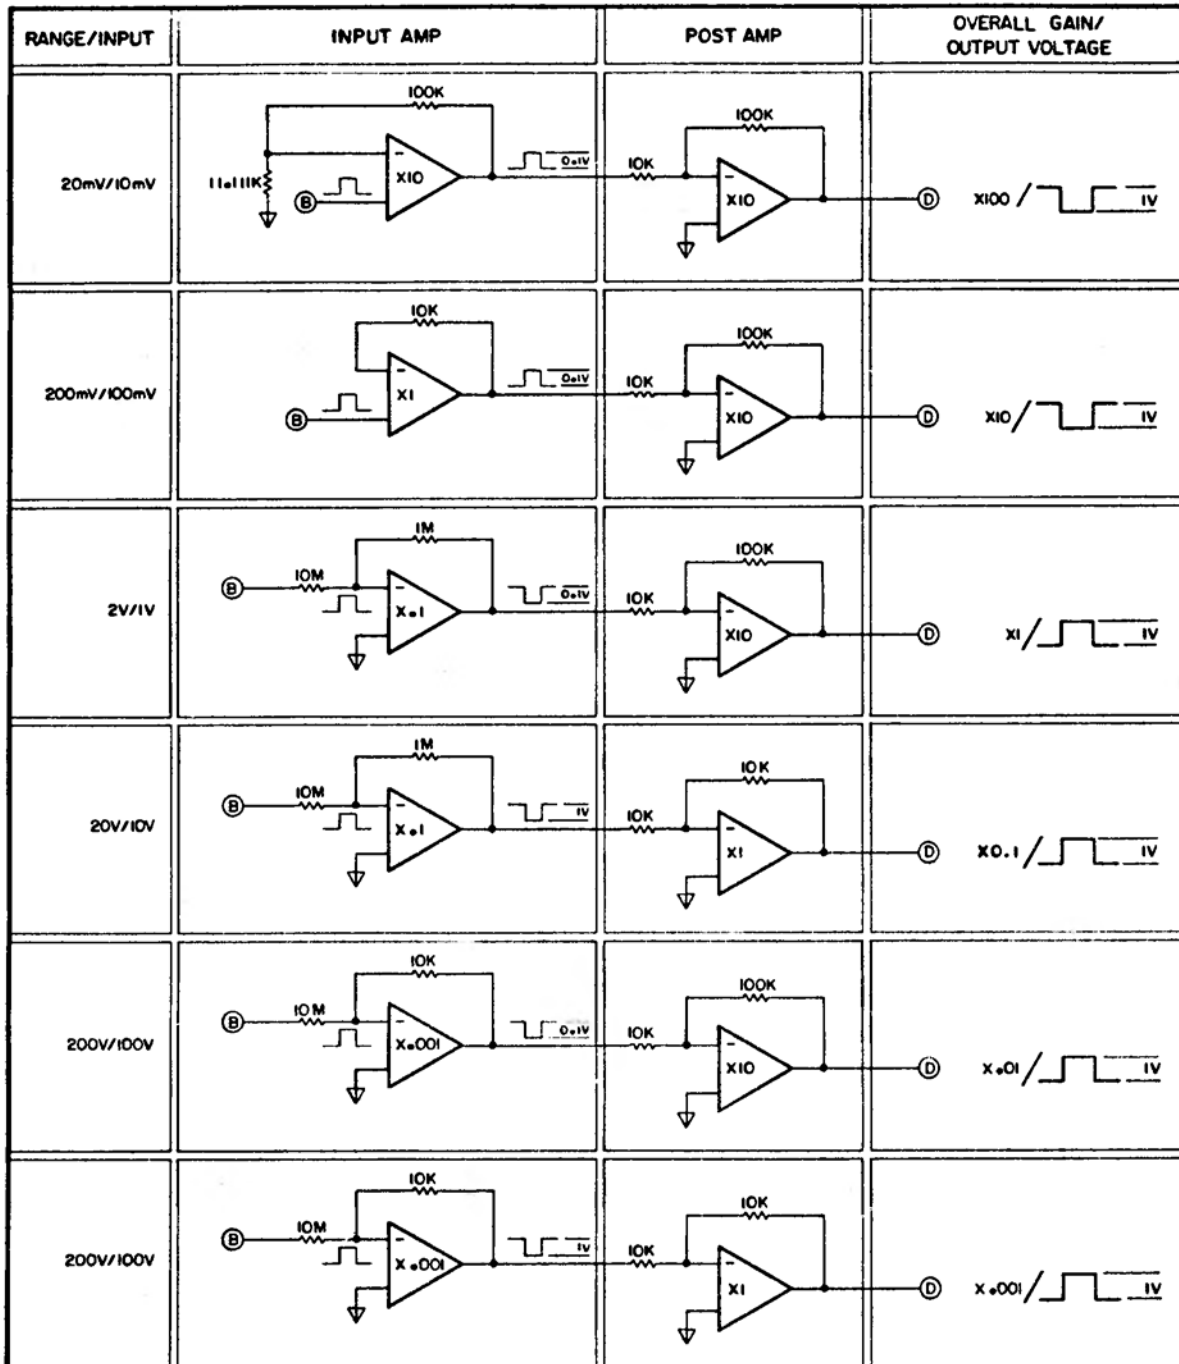 RANGE/INPUT
INPUT AMP
POST AMP
OVERALL GAIN/
OUTPUT VOLTAGE
20mV/10mV
100K
11.111K
-
X10
B
0.1V
10K
100K
-
X10
D
X100 /
1V
200mV/100mV
10K
-
X1
B
0.1V
10K
100K
-
X10
D
X10/
1V
2V/1V
1M
B
10M
-
X.1
0.1V
10K
100K
-
X10
D
X1/
1V
20V/10V
1M
B
10M
-
X.1
1V
10K
10K
-
X1
D
X0.1/
1V
200V/100V
10K
B
10M
-
X.001
0.1V
10K
100K
-
X10
D
X.01/
1V
200V/100V
10K
B
10M
-
X.001
1V
10K
10K
-
X1
D
X.001/
1V